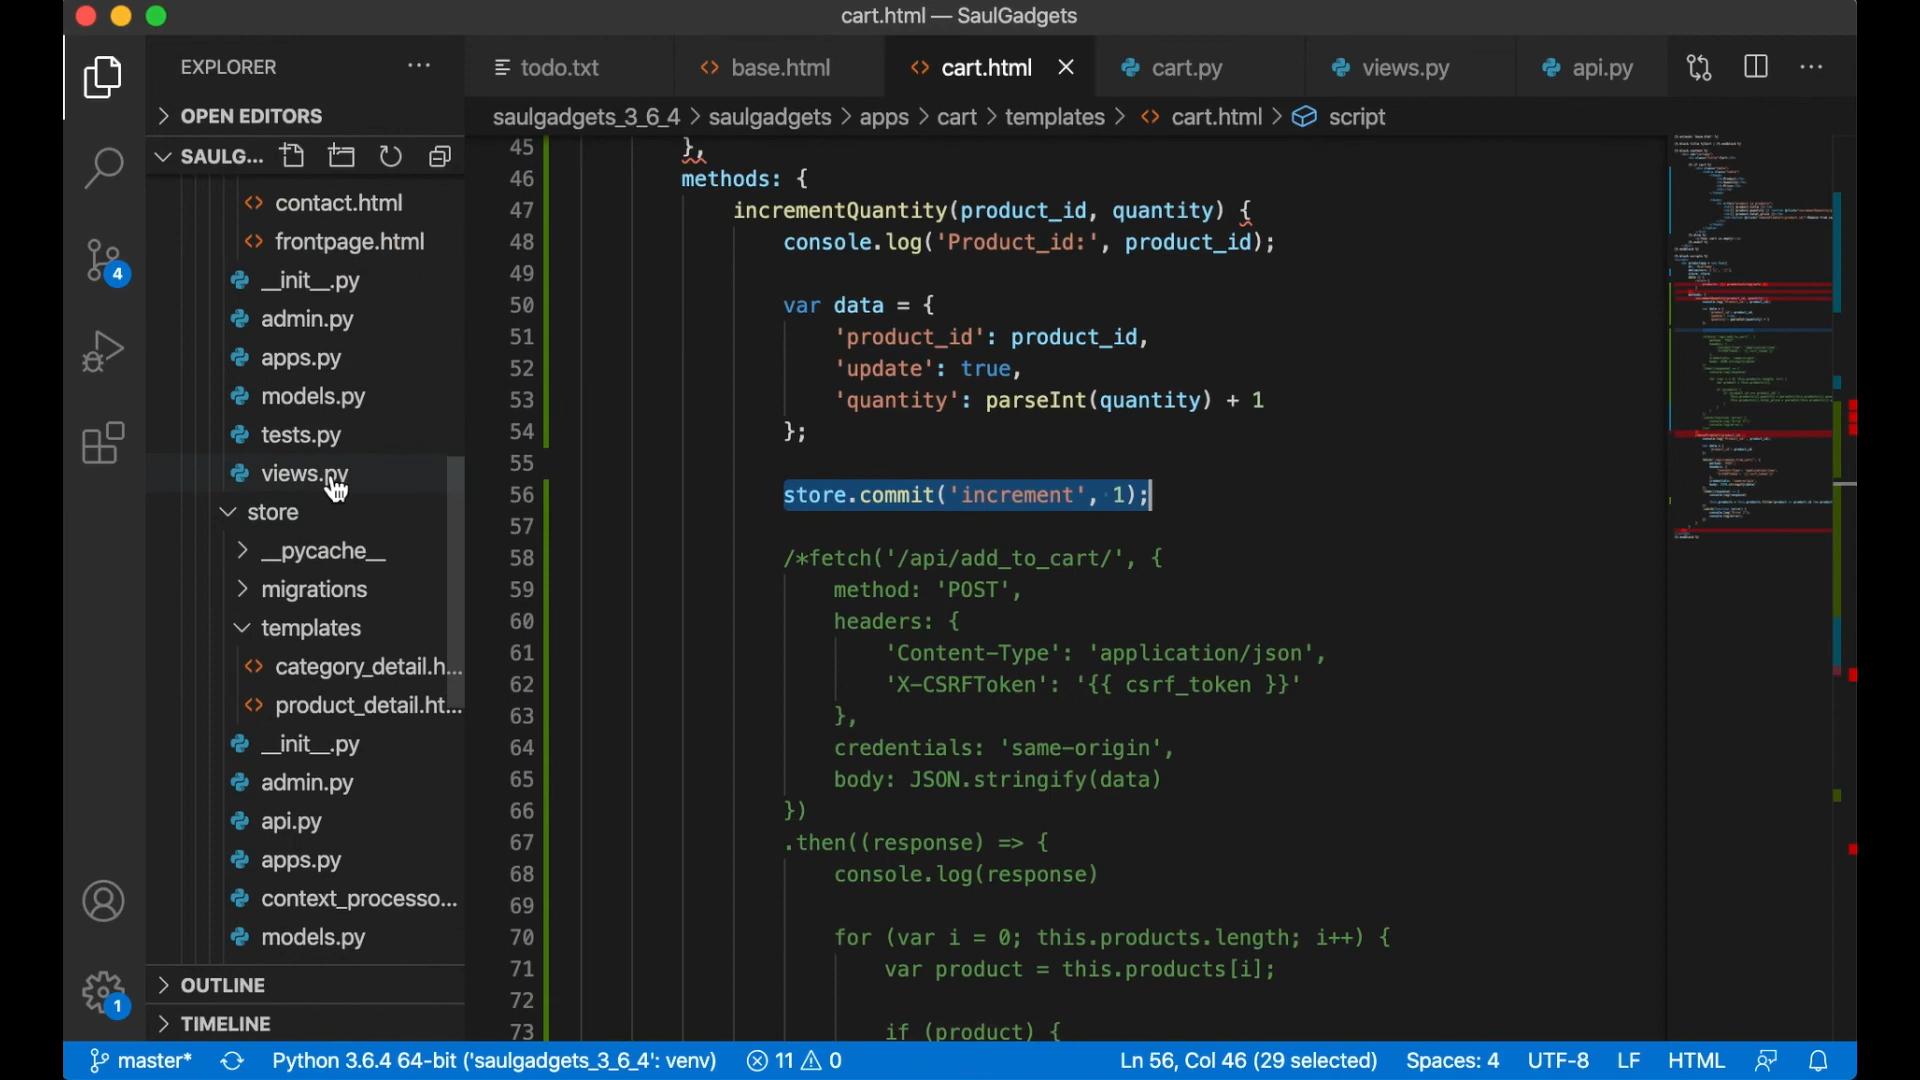 cart.html — SaulGadgets
EXPLORER
todo.txt
base.html
cart.html
cart.py
views.py
api.py
OPEN EDITORS
saulgadgets_3_6_4 > saulgadgets > apps > cart > templates > cart.html > script
SAULG...
contact.html
frontpage.html
__init__.py
admin.py
apps.py
models.py
tests.py
views.py
store
__pycache__
migrations
templates
category_detail.h...
product_detail.ht...
__init__.py
admin.py
api.py
apps.py
context_processo...
models.py
OUTLINE
TIMELINE
4
1
45 },
46 methods: {
47 incrementQuantity(product_id, quantity) {
48 console.log('Product_id:', product_id);
49
50 var data = {
51 'product_id': product_id,
52 'update': true,
53 'quantity': parseInt(quantity) + 1
54 };
55
56 store.commit('increment', 1);
57
58 /*fetch('/api/add_to_cart/', {
59 method: 'POST',
60 headers: {
61 'Content-Type': 'application/json',
62 'X-CSRFToken': '{{ csrf_token }}'
63 },
64 credentials: 'same-origin',
65 body: JSON.stringify(data)
66 })
67 .then((response) => {
68 console.log(response)
69
70 for (var i = 0; this.products.length; i++) {
71 var product = this.products[i];
72
73 if (product) {
master* Python 3.6.4 64-bit ('saulgadgets_3_6_4': venv) 11 0 Ln 56, Col 46 (29 selected) Spaces: 4 UTF-8 LF HTML